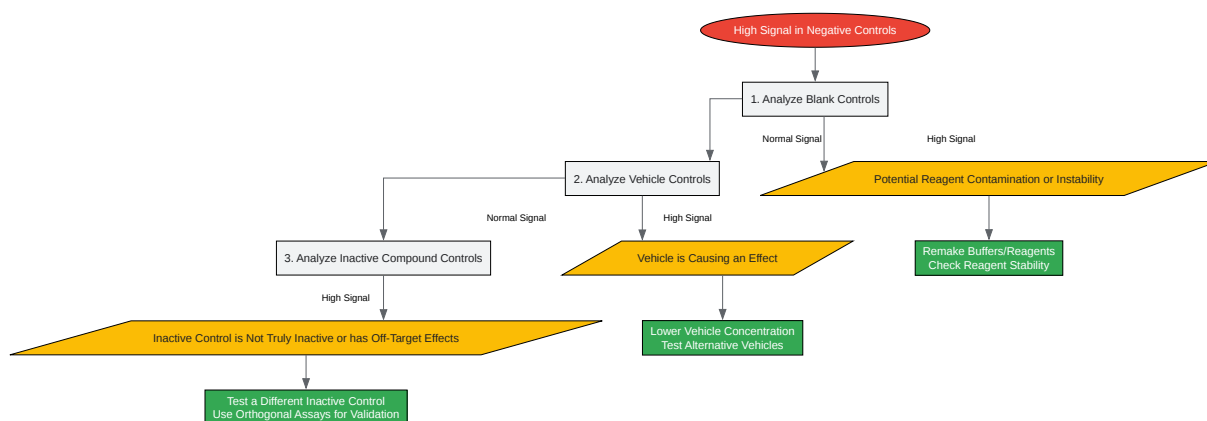 High Signal in Negative Controls
1. Analyze Blank Controls
Normal Signal
High Signal
2. Analyze Vehicle Controls
Potential Reagent Contamination or Instability
Normal Signal
High Signal
3. Analyze Inactive Compound Controls
Vehicle is Causing an Effect
Remake Buffers/Reagents
Check Reagent Stability
High Signal
Inactive Control is Not Truly Inactive or has Off-Target Effects
Lower Vehicle Concentration
Test Alternative Vehicles
Test a Different Inactive Control
Use Orthogonal Assays for Validation